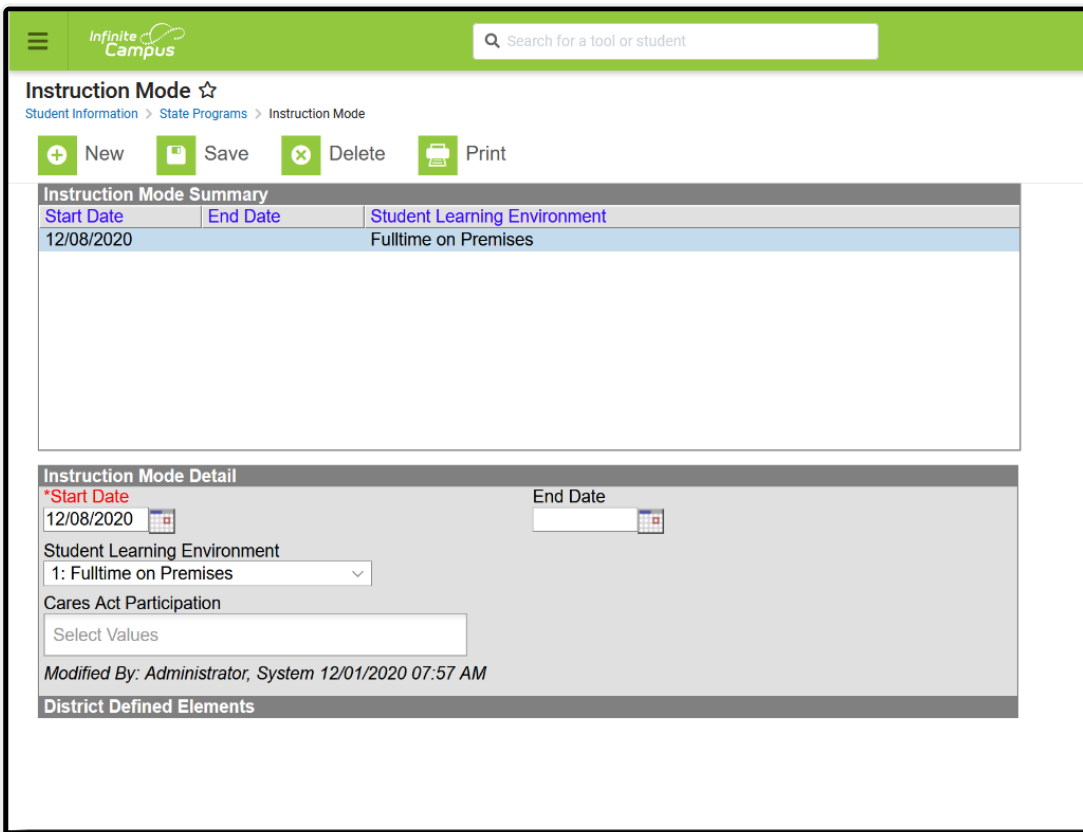 Infinite
Campus
Search for a tool or student
Instruction Mode
Student Information > State Programs > Instruction Mode
New Save Delete Print
Instruction Mode Summary
Start Date End Date Student Learning Environment
12/08/2020 Fulltime on Premises
Instruction Mode Detail
*Start Date End Date
12/08/2020
Student Learning Environment
1: Fulltime on Premises
Cares Act Participation
Select Values
Modified By: Administrator, System 12/01/2020 07:57 AM
District Defined Elements